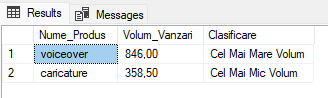 Results Messages
Nume_Produs Volum_Vanzari Clasificare
1 voiceover 846,00 Cel Mai Mare Volum
2 caricature 358,50 Cel Mai Mic Volum